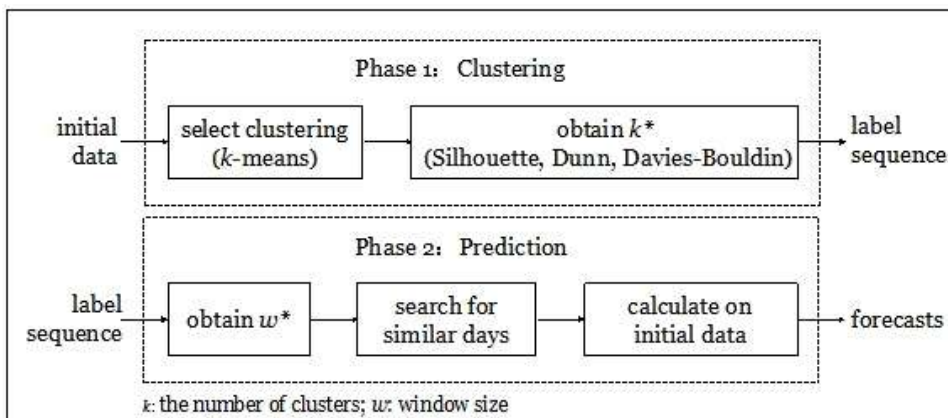 Phase 1: Clustering
initial
data
select clustering
(k-means)
obtain k*
(Silhouette, Dunn, Davies-Bouldin)
label
sequence
Phase 2: Prediction
label
sequence
obtain w*
search for
similar days
calculate on
initial data
forecasts
k: the number of clusters; w: window size